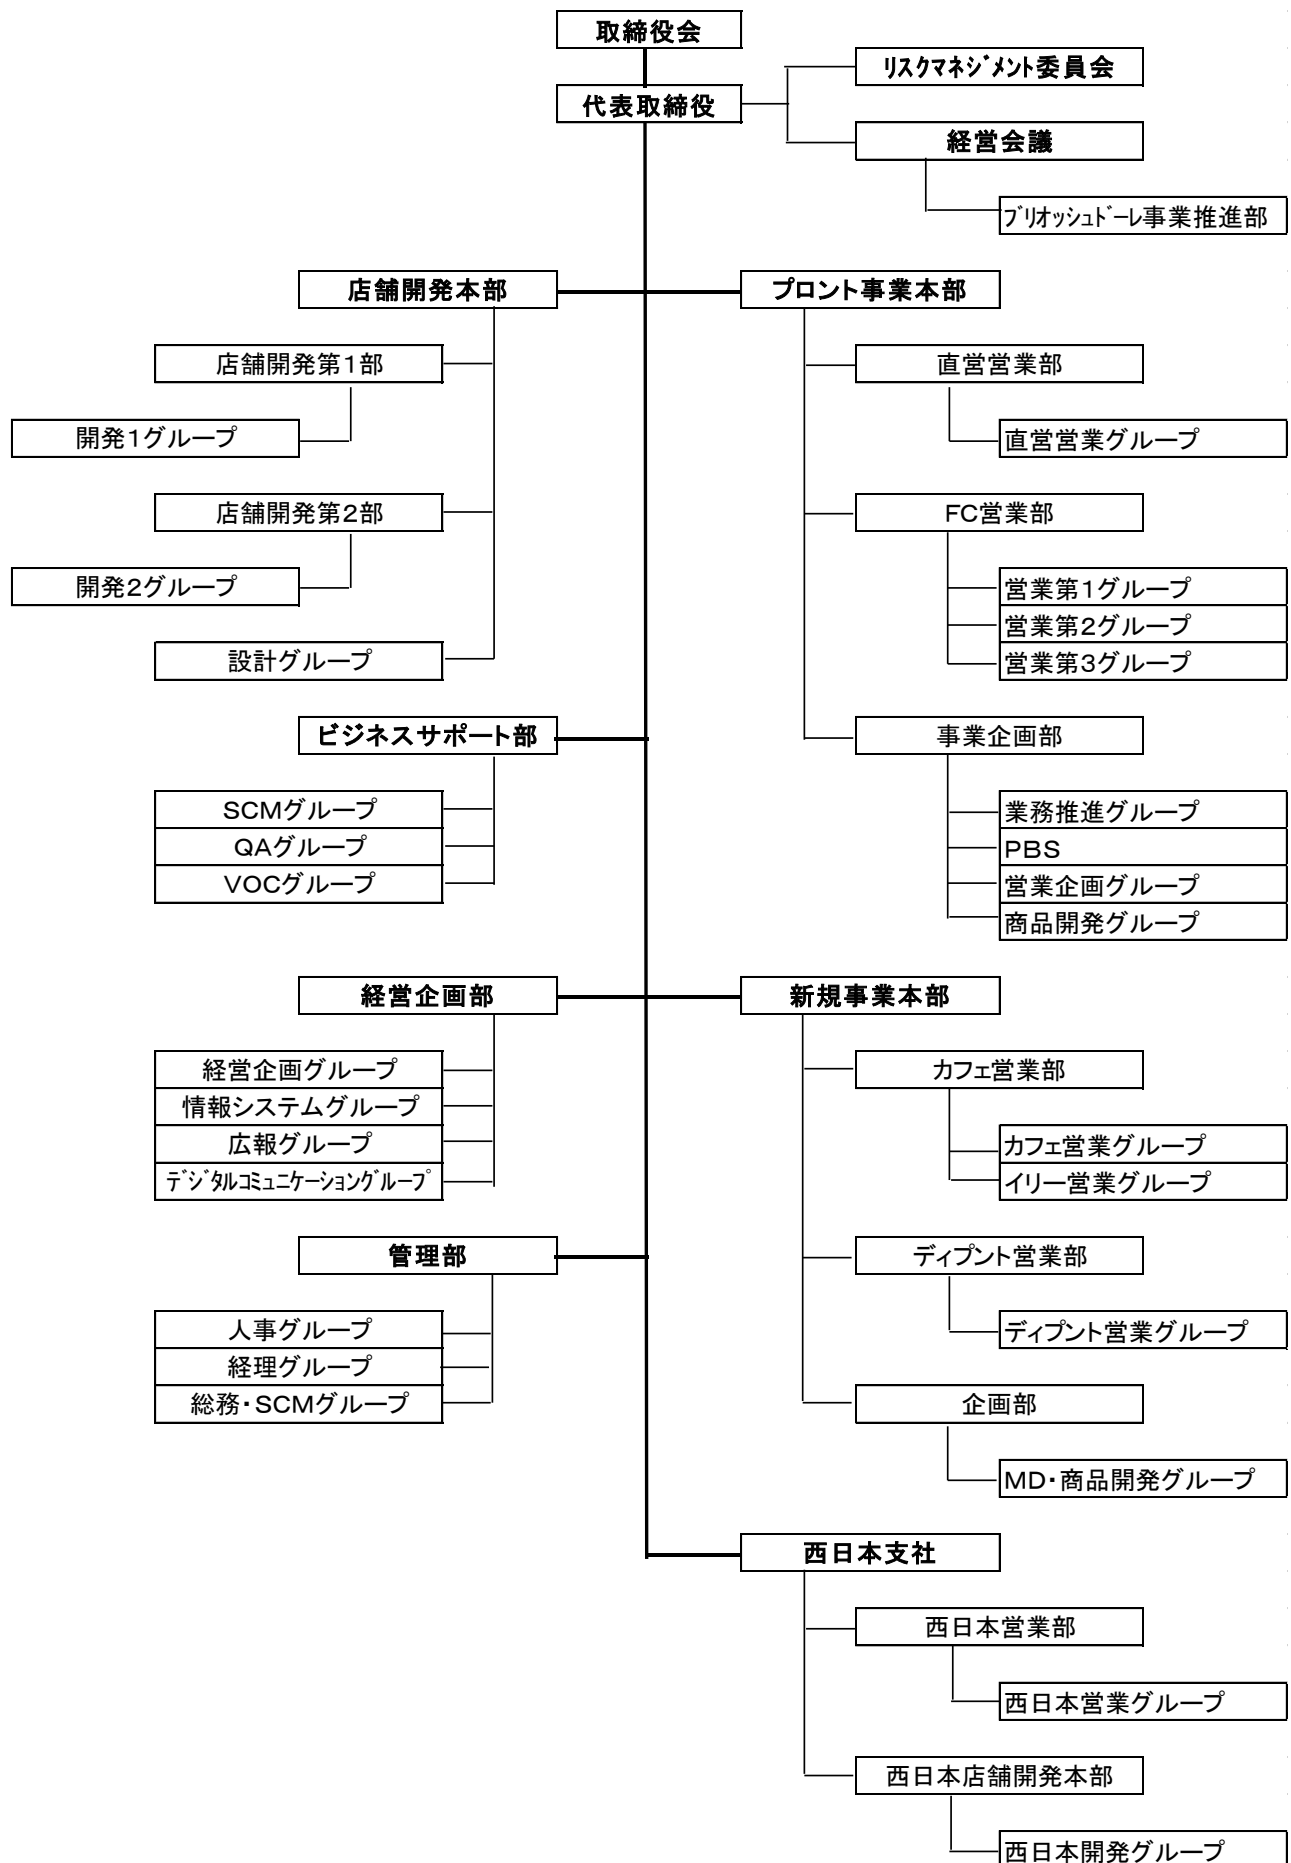 取締役会
リスクマネジメント委員会
代表取締役
経営会議
ブリオッシュドーレ事業推進部
店舗開発本部
プロント事業本部
店舗開発第1部
直営営業部
開発1グループ
直営営業グループ
店舗開発第2部
FC営業部
開発2グループ
営業第1グループ
営業第2グループ
設計グループ
営業第3グループ
ビジネスサポート部
事業企画部
SCMグループ
業務推進グループ
QAグループ
PBS
VOCグループ
営業企画グループ
商品開発グループ
経営企画部
新規事業本部
経営企画グループ
カフェ営業部
情報システムグループ
広報グループ
カフェ営業グループ
デジタルコミュニケーショングループ
イリー営業グループ
管理部
ディプント営業部
人事グループ
ディプント営業グループ
経理グループ
総務・SCMグループ
企画部
MD・商品開発グループ
西日本支社
西日本営業部
西日本営業グループ
西日本店舗開発本部
西日本開発グループ